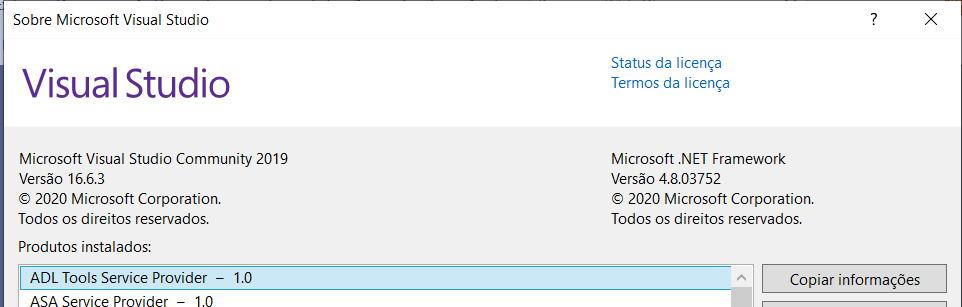 Sobre Microsoft Visual Studio
?
Visual Studio
Status da licença
Termos da licença
Microsoft Visual Studio Community 2019
Versão 16.6.3
© 2020 Microsoft Corporation.
Todos os direitos reservados.
Microsoft .NET Framework
Versão 4.8.03752
© 2020 Microsoft Corporation.
Todos os direitos reservados.
Produtos instalados:
ADL Tools Service Provider – 1.0
ASA Service Provider – 1.0
Copiar informações